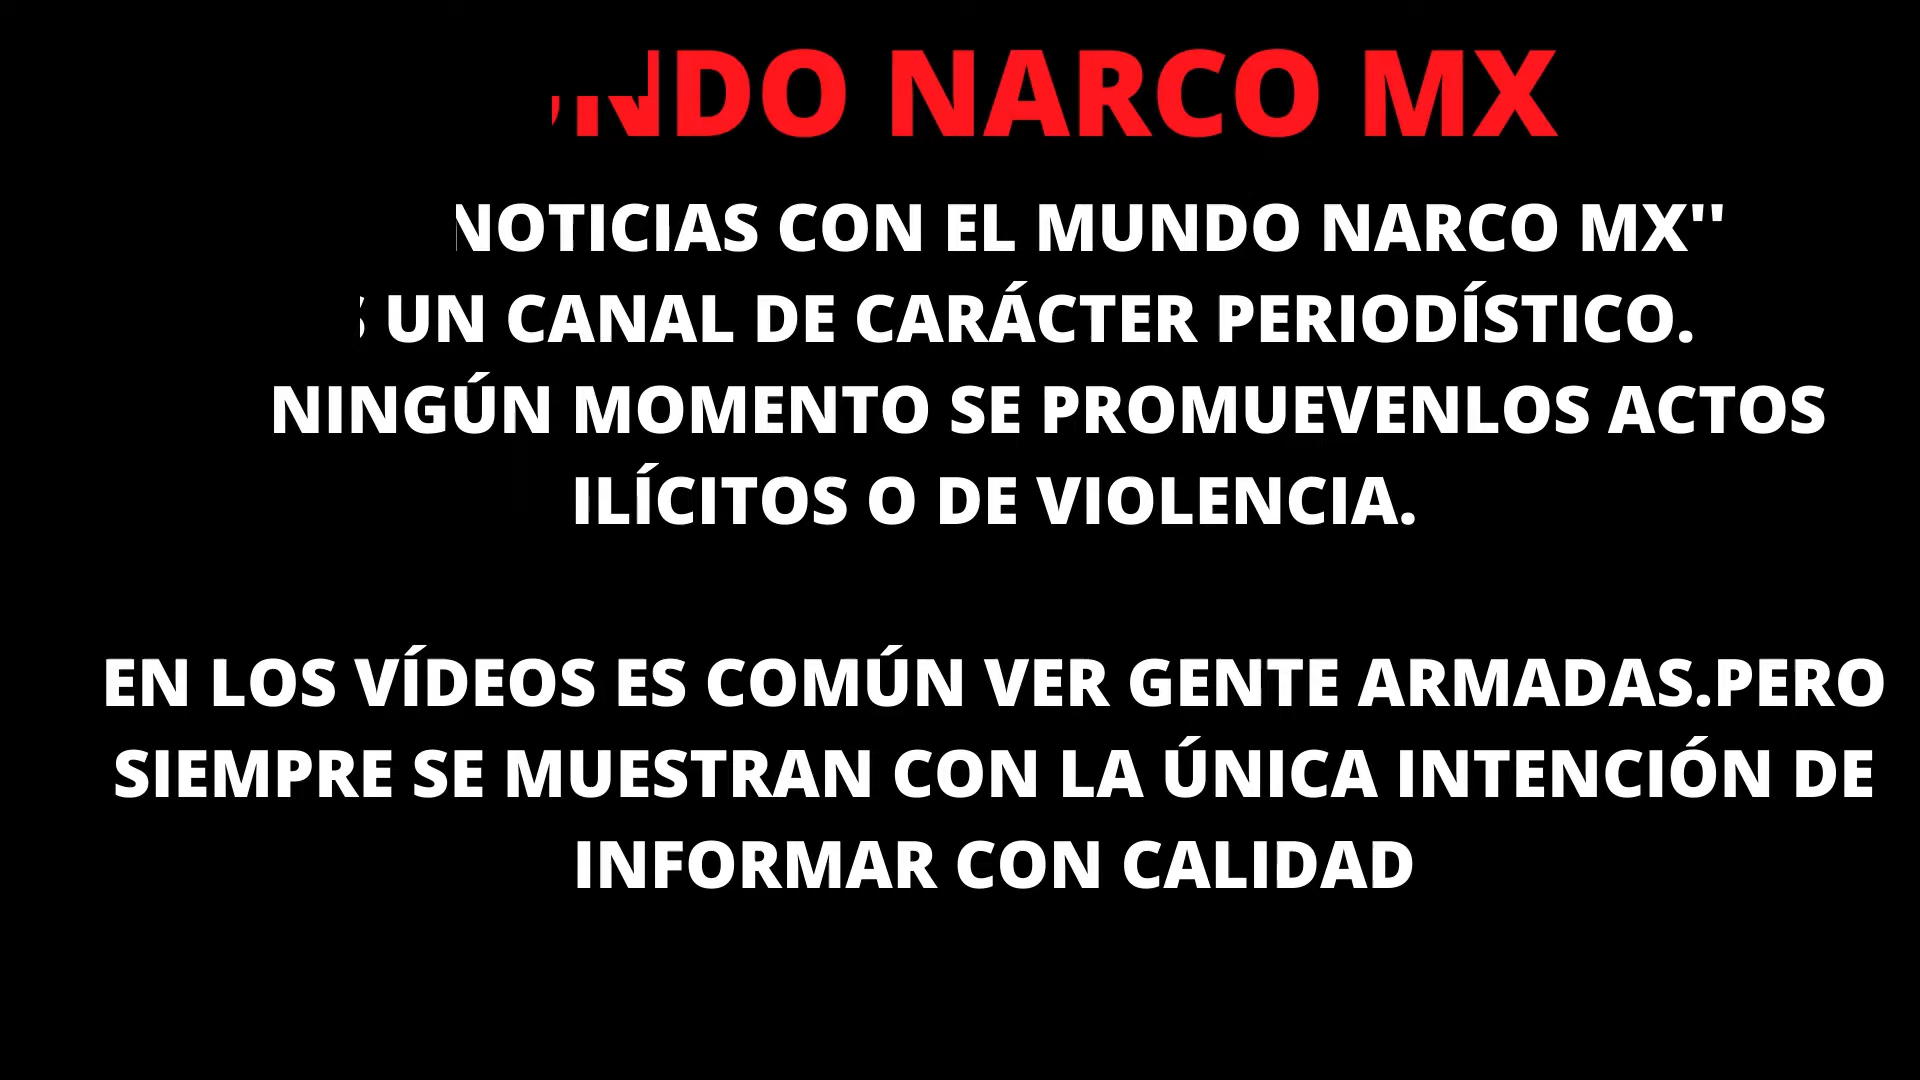 NDO NARCO MX
NOTICIAS CON EL MUNDO NARCO MX"
UN CANAL DE CARÁCTER PERIODÍSTICO.
NINGÚN MOMENTO SE PROMUEVENLOS ACTOS
ILÍCITOS O DE VIOLENCIA.
EN LOS VÍDEOS ES COMÚN VER GENTE ARMADAS.PERO
SIEMPRE SE MUESTRAN CON LA ÚNICA INTENCIÓN DE
INFORMAR CON CALIDAD